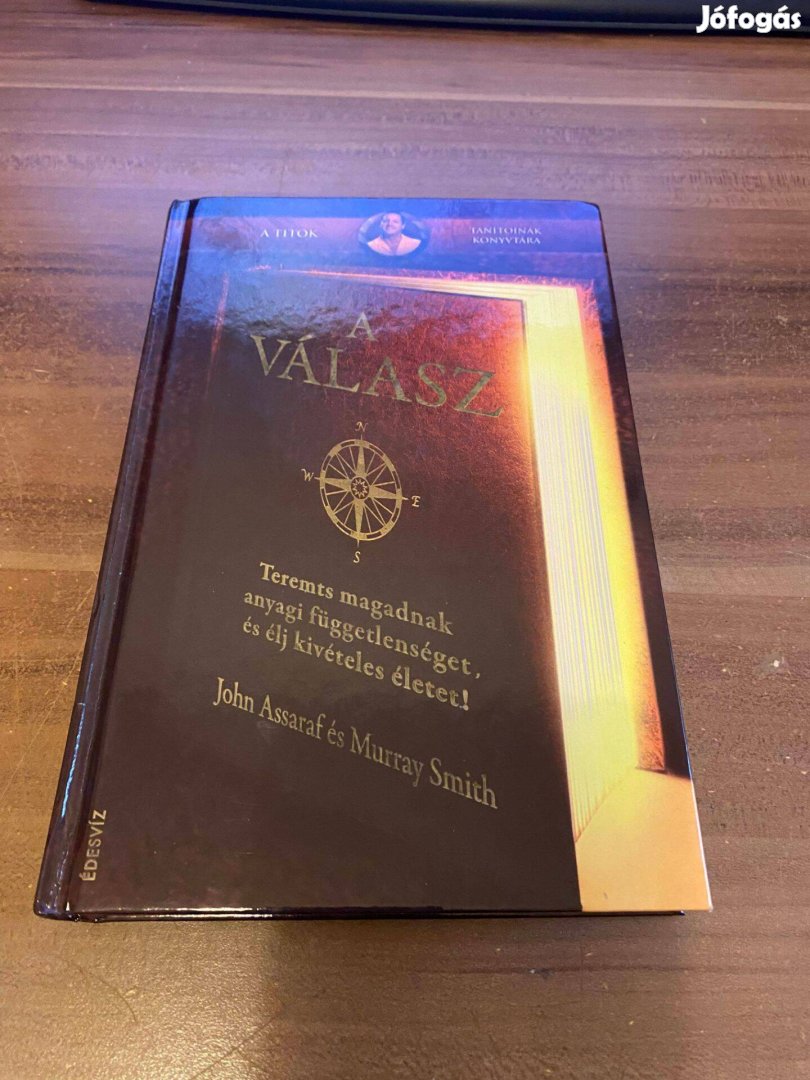 Jófogás
A TITOK
TANÍTÓINAK
KÖNYVTÁRA
A
VÁLASZ
N
W
E
S
Teremts magadnak
anyagi függetlenséget,
és élj kivételes életet!
John Assaraf és Murray Smith
ÉDESVÍZ